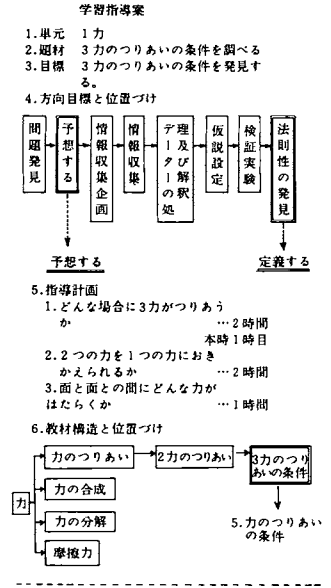 学習指導案
1.単元 1力
2.題材 3力のつりあいの条件を調べる
3.目標 3力のつりあいの条件を発見す
る。
4.方向目標と位置づけ
問題発見
予想する
情報収集企画
情報収集
データーの処
理及び解釈
仮説設定
検証実験
法則性の発見
予想する
定義する
5.指導計画
1.どんな場合に3力がつりあう
か …2時間
本時1時目
2.2つの力を1つの力におき
かえられるか …2時間
3.面と面との間にどんな力が
はたらくか …1時間
6.教材構造と位置づけ
力
力のつりあい
2力のつりあい
3力のつり
あいの条件
力の合成
力の分解
摩擦力
5.力のつりあい
の条件